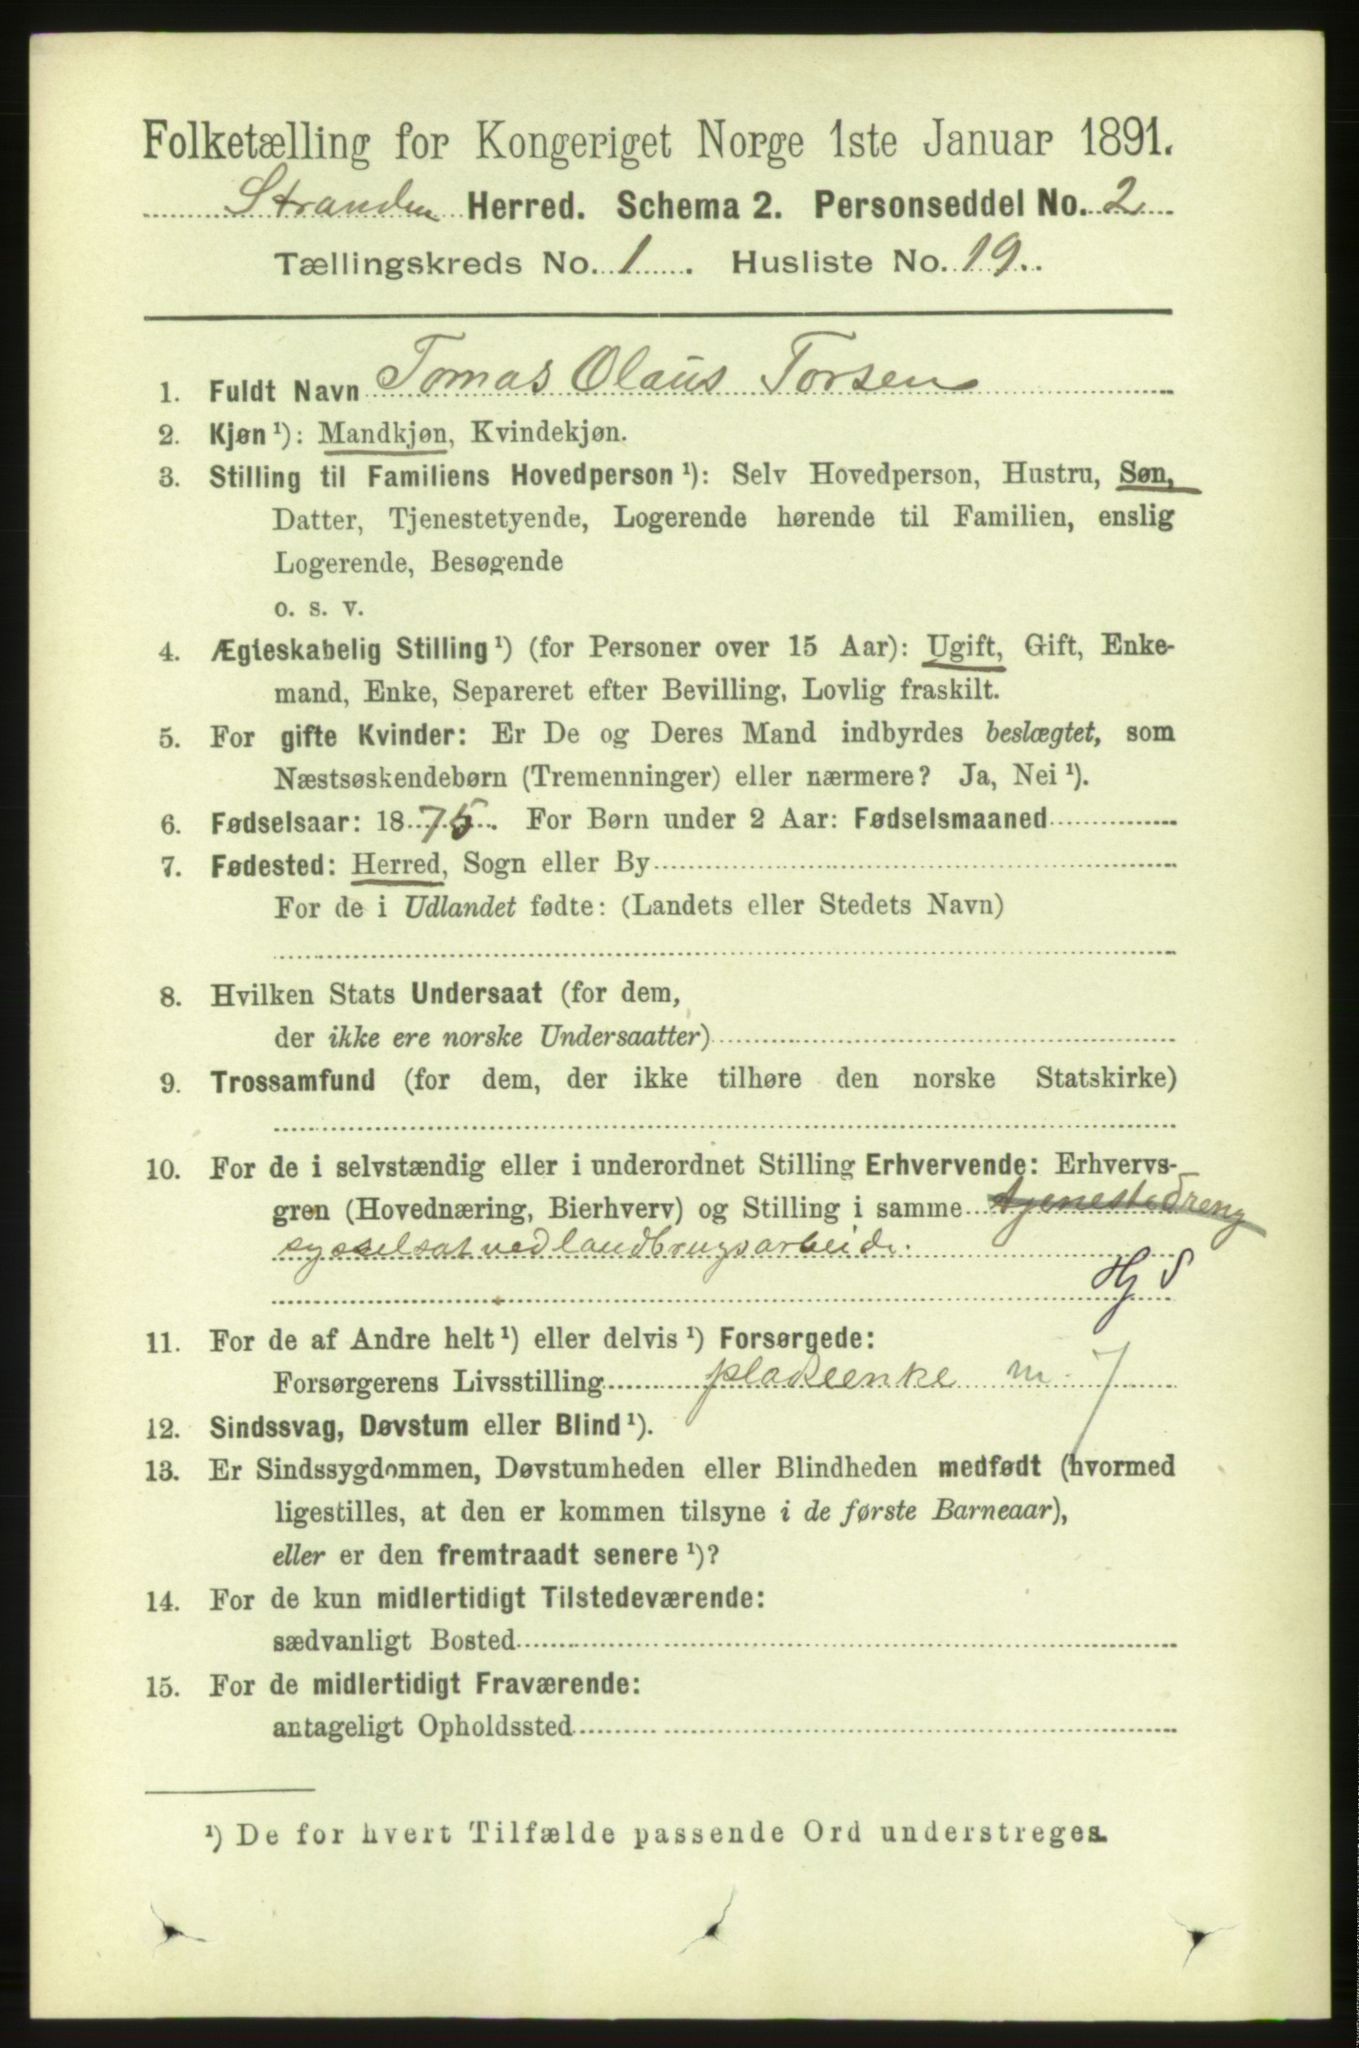 Folketælling for Kongeriget Norge 1ste Januar 1891.
Stranden Herred. Schema 2. Personseddel No. 2
Tællingskreds No. 1. Husliste No. 19.
1. Fuldt Navn Tomas Olaus Torsen
2. Kjøn ¹): Mandkjøn, Kvindekjøn.
3. Stilling til Familiens Hovedperson ¹): Selv Hovedperson, Hustru, Søn,
Datter, Tjenestetyende, Logerende hørende til Familien, enslig
Logerende, Besøgende
o. s. v.
4. Ægteskabelig Stilling ¹) (for Personer over 15 Aar): Ugift, Gift, Enke-
mand, Enke, Separeret efter Bevilling, Lovlig fraskilt.
5. For gifte Kvinder: Er De og Deres Mand indbyrdes beslægtet, som
Næstsøskendebørn (Tremenninger) eller nærmere? Ja, Nei ¹).
6. Fødselsaar: 1875. For Børn under 2 Aar: Fødselsmaaned
7. Fødested: Herred, Sogn eller By
For de i Udlandet fødte: (Landets eller Stedets Navn)
8. Hvilken Stats Undersaat (for dem,
der ikke ere norske Undersaatter)
9. Trossamfund (for dem, der ikke tilhøre den norske Statskirke)
10. For de i selvstændig eller i underordnet Stilling Erhvervende: Erhvervs-
gren (Hovednæring, Bierhverv) og Stilling i samme tjenestedreng
sysselsat ved landbrugsarbeide.
Hj S
11. For de af Andre helt ¹) eller delvis ¹) Forsørgede:
Forsørgerens Livsstilling pladsenke m. 7
12. Sindssvag, Døvstum eller Blind ¹).
13. Er Sindssygdommen, Døvstumheden eller Blindheden medfødt (hvormed
ligestilles, at den er kommen tilsyne i de første Barneaar),
eller er den fremtraadt senere ¹)?
14. For de kun midlertidigt Tilstedeværende:
sædvanligt Bosted
15. For de midlertidigt Fraværende:
antageligt Opholdssted
¹) De for hvert Tilfælde passende Ord understreges.